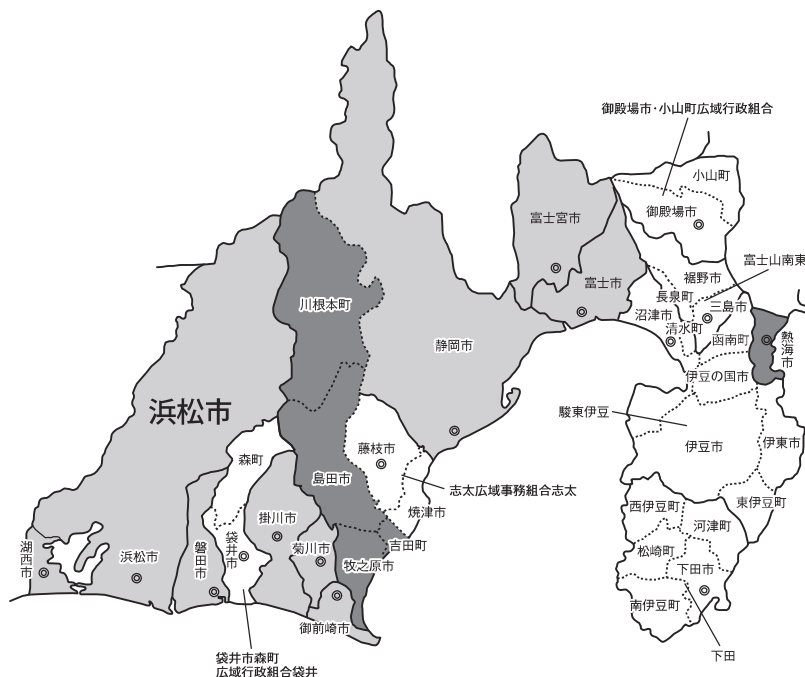 御殿場市・小山町広域行政組合
小山町
御殿場市
富士宮市
富士山南東
裾野市
富士市
長泉町
三島市
川根本町
沼津市
清水町
函南町
熱海市
静岡市
伊豆の国市
浜松市
駿東伊豆
伊豆市
伊東市
藤枝市
森町
島田市
志太広域事務組合志太
東伊豆町
西伊豆町
焼津市
掛川市
河津町
袋井市
吉田町
湖西市
浜松市
磐田市
菊川市
松崎町
牧之原市
下田市
南伊豆町
御前崎市
下田
袋井市森町
広域行政組合袋井